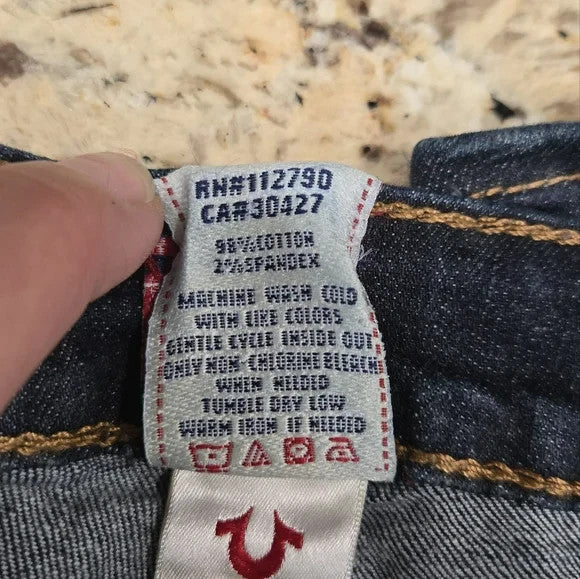 RN#112790
CA#30427
98%COTTON
2%SPANDEX
MACHINE WASH COLD
WITH LIKE COLORS
GENTLE CYCLE INSIDE OUT
ONLY NON-CHLORINE BLEACH
WHEN NEEDED
TUMBLE DRY LOW
WARM IRON IF NEEDED